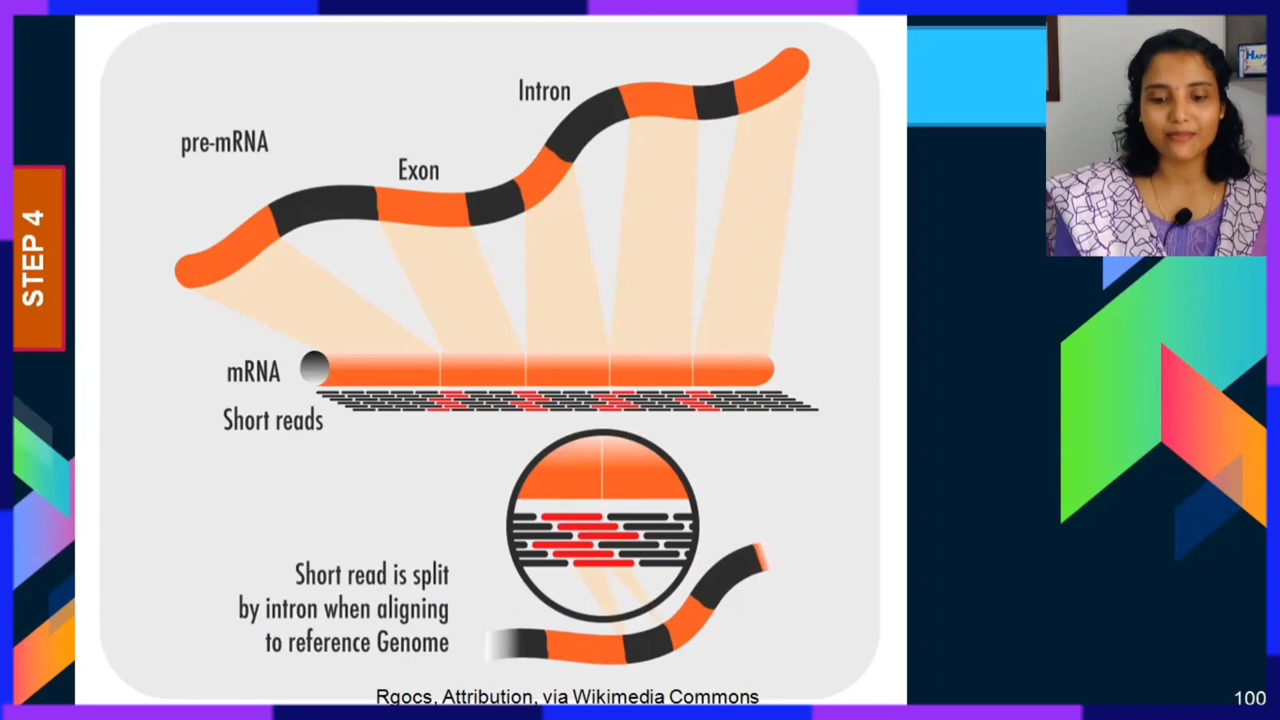 Intron
pre-mRNA
Exon
STEP 4
mRNA
Short reads
Short read is split
by intron when aligning
to reference Genome
Rgocs, Attribution, via Wikimedia Commons
100